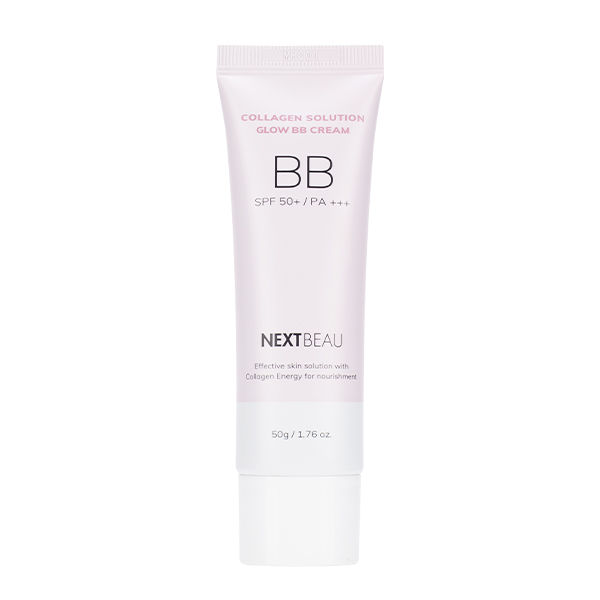 COLLAGEN SOLUTION
GLOW BB CREAM
BB
SPF 50+ / PA +++
NEXTBEAU
Effective skin solution with
Collagen Energy for nourishment
50g / 1.76 oz.